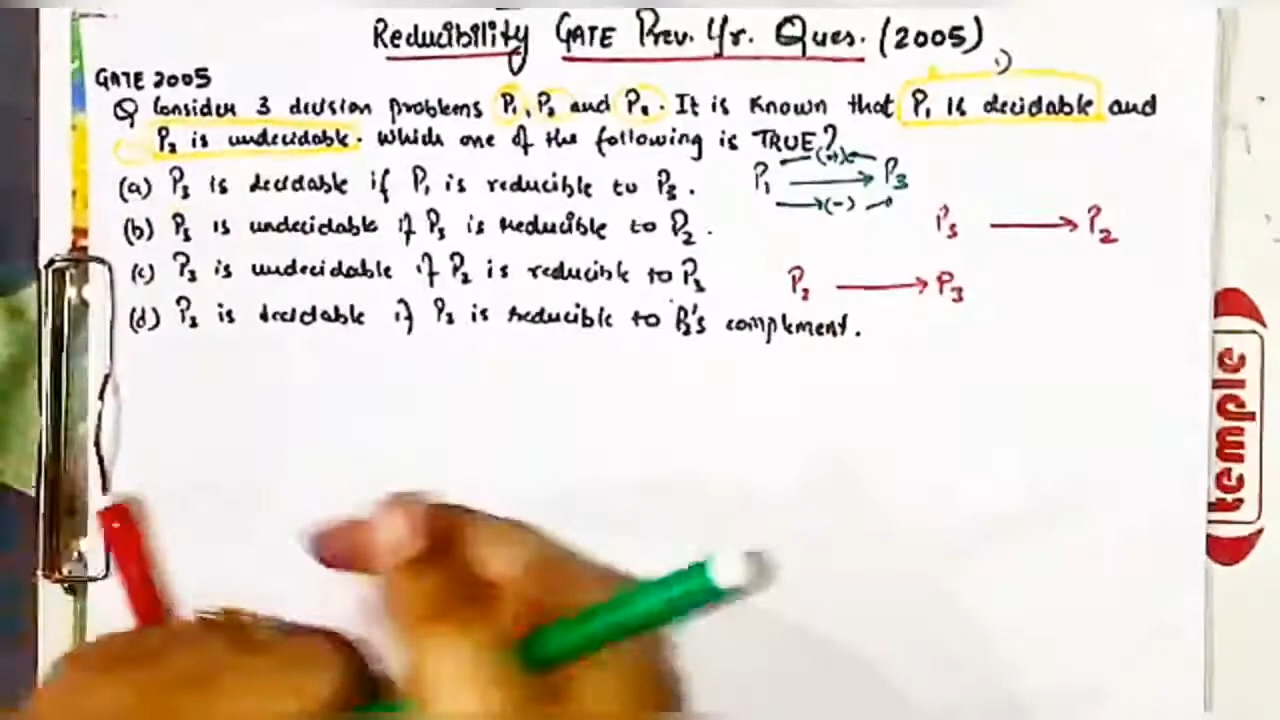 Reducibility GATE Prev. Yr. Ques. (2005)
GATE 2005
Q Consider 3 decision problems P₁, P₂ and P₃. It is known that P₁ is decidable and
P₂ is undecidable. Which one of the following is TRUE?
(a) P₃ is decidable if P₁ is reducible to P₃.
(b) P₃ is undecidable if P₃ is reducible to P₂.
(c) P₃ is undecidable if P₂ is reducible to P₃
(d) P₃ is decidable if P₃ is reducible to P₂'s complement.
(→)
P₁ → P₃
→(-)→
P₃ → P₂
P₂ → P₃
temple